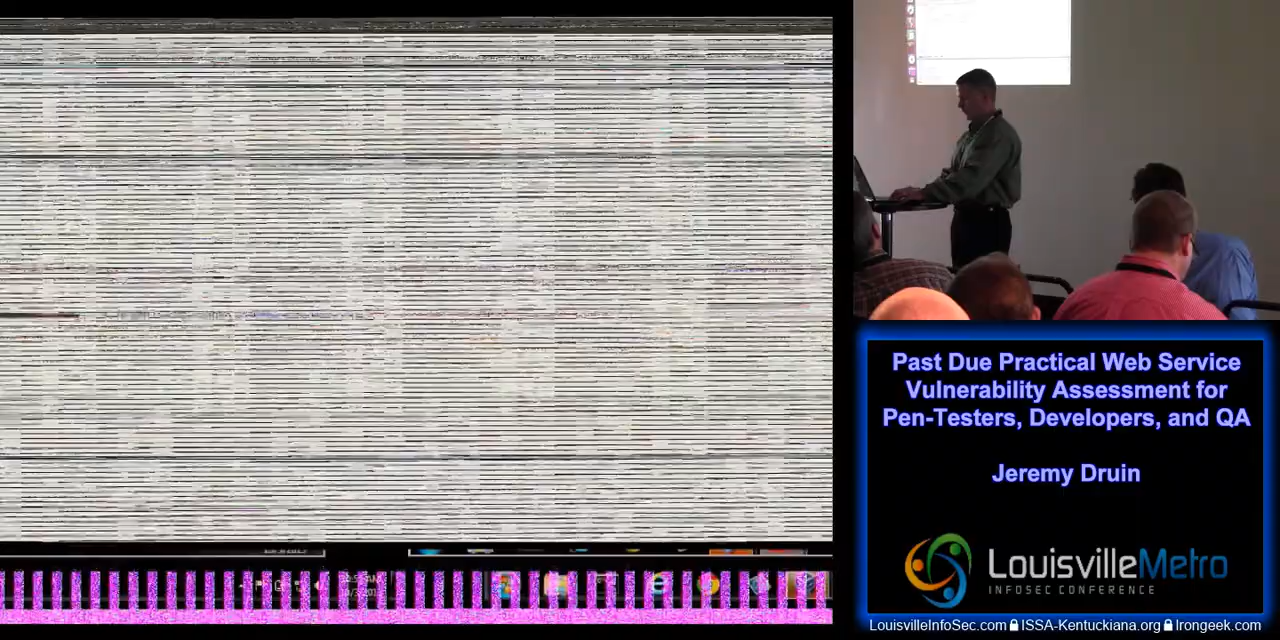 Past Due Practical Web Service
Vulnerability Assessment for
Pen-Testers, Developers, and QA
Jeremy Druin
LouisvilleMetro
INFOSEC CONFERENCE
LouisvilleInfoSec.com ISSA-Kentuckiana.org Irongeek.com